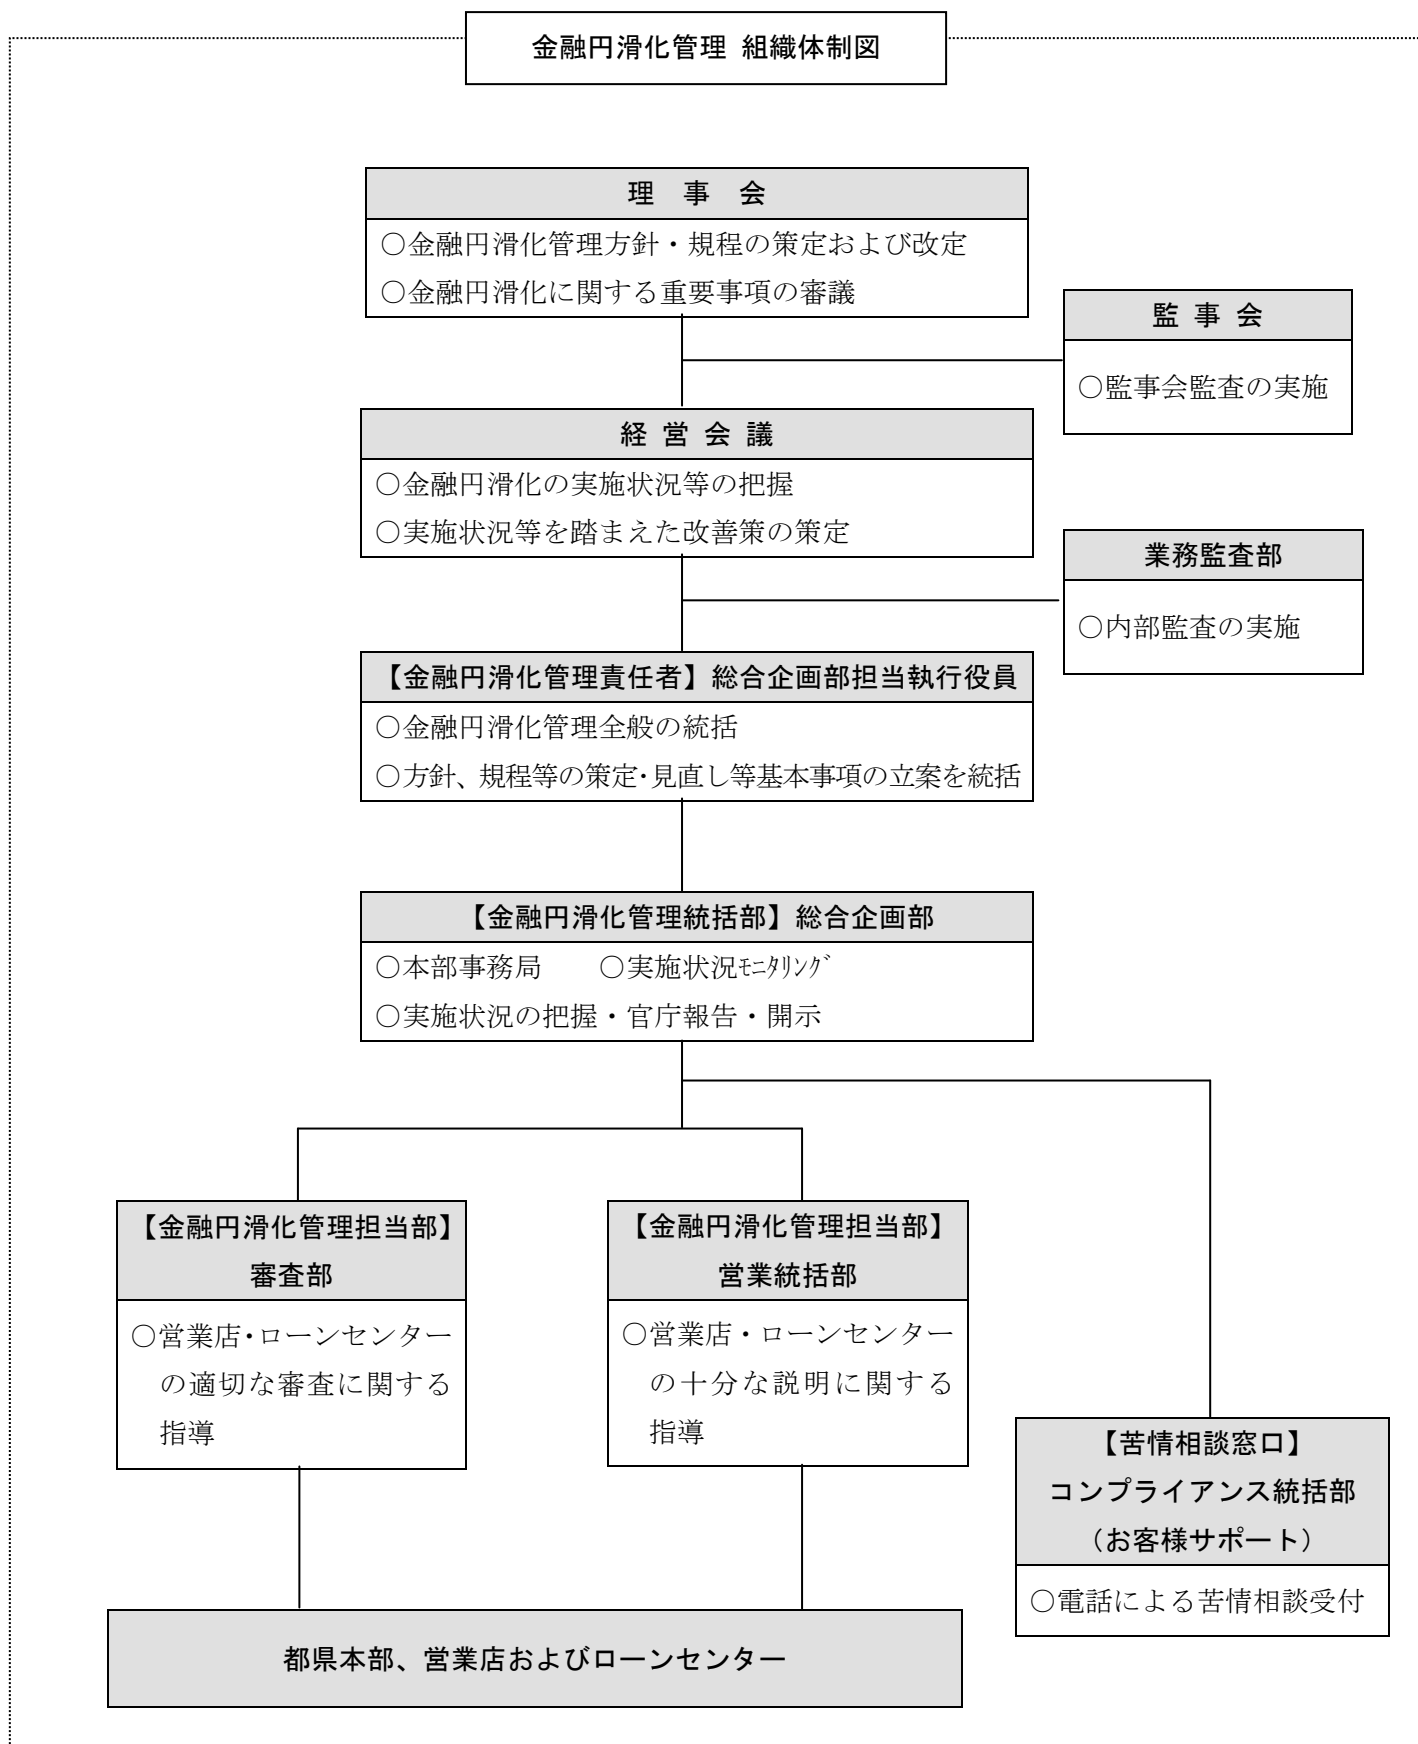 金融円滑化管理 組織体制図
理 事 会
○金融円滑化管理方針・規程の策定および改定
○金融円滑化に関する重要事項の審議
監 事 会
○監事会監査の実施
経 営 会 議
○金融円滑化の実施状況等の把握
○実施状況等を踏まえた改善策の策定
業務監査部
○内部監査の実施
【金融円滑化管理責任者】総合企画部担当執行役員
○金融円滑化管理全般の統括
○方針、規程等の策定・見直し等基本事項の立案を統括
【金融円滑化管理統括部】総合企画部
○本部事務局　　○実施状況ﾓﾆﾀﾘﾝｸﾞ
○実施状況の把握・官庁報告・開示
【金融円滑化管理担当部】
審査部
○営業店・ローンセンター
の適切な審査に関する
指導
【金融円滑化管理担当部】
営業統括部
○営業店・ローンセンター
の十分な説明に関する
指導
【苦情相談窓口】
コンプライアンス統括部
（お客様サポート）
○電話による苦情相談受付
都県本部、営業店およびローンセンター